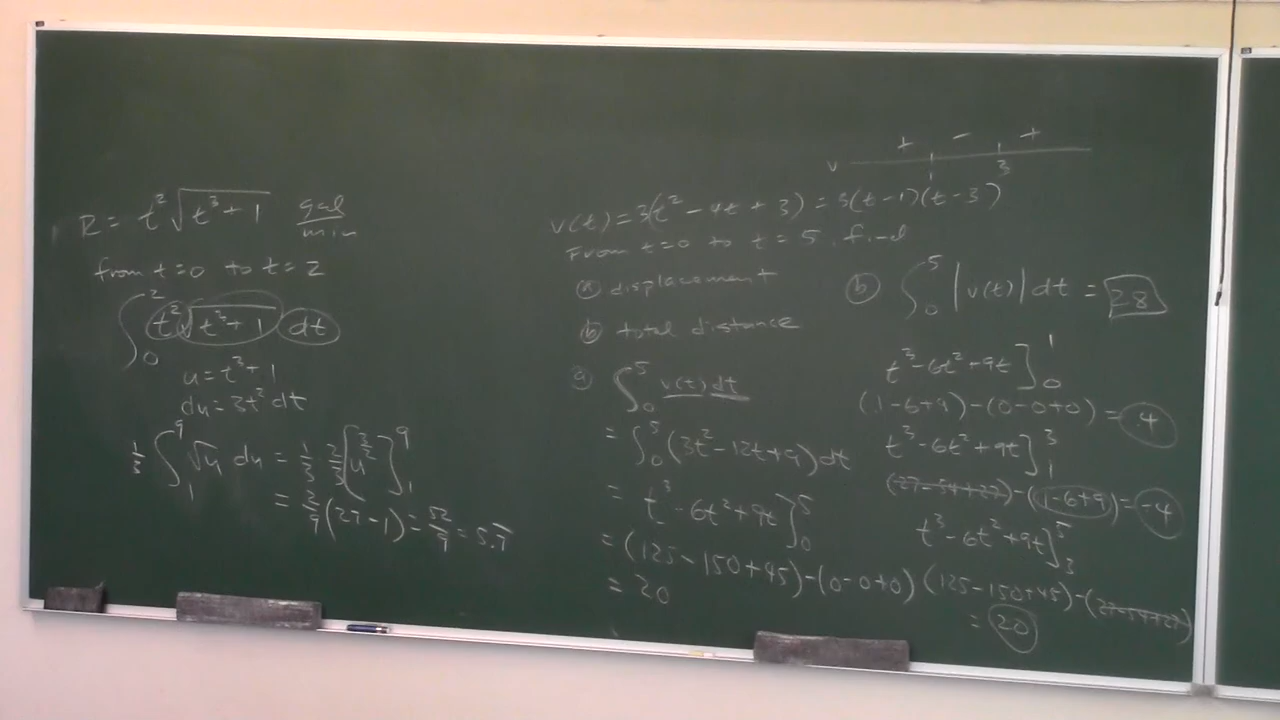 R = t² √(t³ + 1) gal/min
from t = 0 to t = 2
∫₀² t² √(t³ + 1) dt
u = t³ + 1
du = 3t² dt
1/3 ∫₁⁹ √u du = 1/3 · 2/3 [u^(3/2)]₁⁹
= 2/9 (27 - 1) = 52/9 = 5.7
v + - +
1 3
v(t) = 3(t² - 4t + 3) = 3(t - 1)(t - 3)
From t = 0 to t = 5, find
(a) displacement
(b) total distance
(a) ∫₀⁵ v(t) dt
= ∫₀⁵ (3t² - 12t + 9) dt
= t³ - 6t² + 9t ]₀⁵
= (125 - 150 + 45) - (0 - 0 + 0)
= 20
(b) ∫₀⁵ |v(t)| dt = 28
t³ - 6t² + 9t ]₀¹
(1 - 6 + 9) - (0 - 0 + 0) = 4
t³ - 6t² + 9t ]₁³
(27 - 54 + 27) - (1 - 6 + 9) = -4
t³ - 6t² + 9t ]₃⁵
(125 - 150 + 45) - (27 - 54 + 27)
= 20